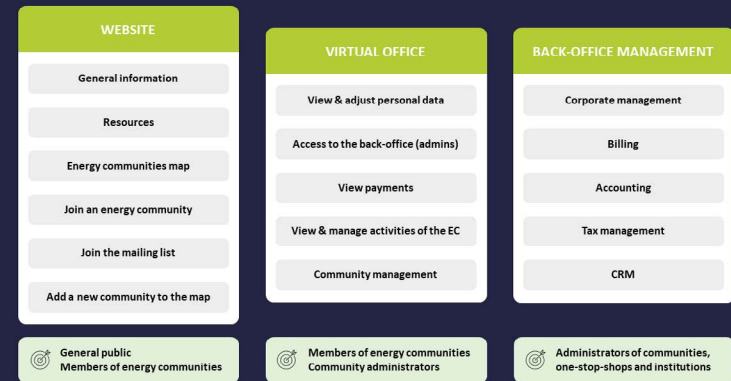 WEBSITE
General information
Resources
Energy communities map
Join an energy community
Join the mailing list
Add a new community to the map
General public
Members of energy communities
VIRTUAL OFFICE
View & adjust personal data
Access to the back-office (admins)
View payments
View & manage activities of the EC
Community management
Members of energy communities
Community administrators
BACK-OFFICE MANAGEMENT
Corporate management
Billing
Accounting
Tax management
CRM
Administrators of communities,
one-stop-shops and institutions